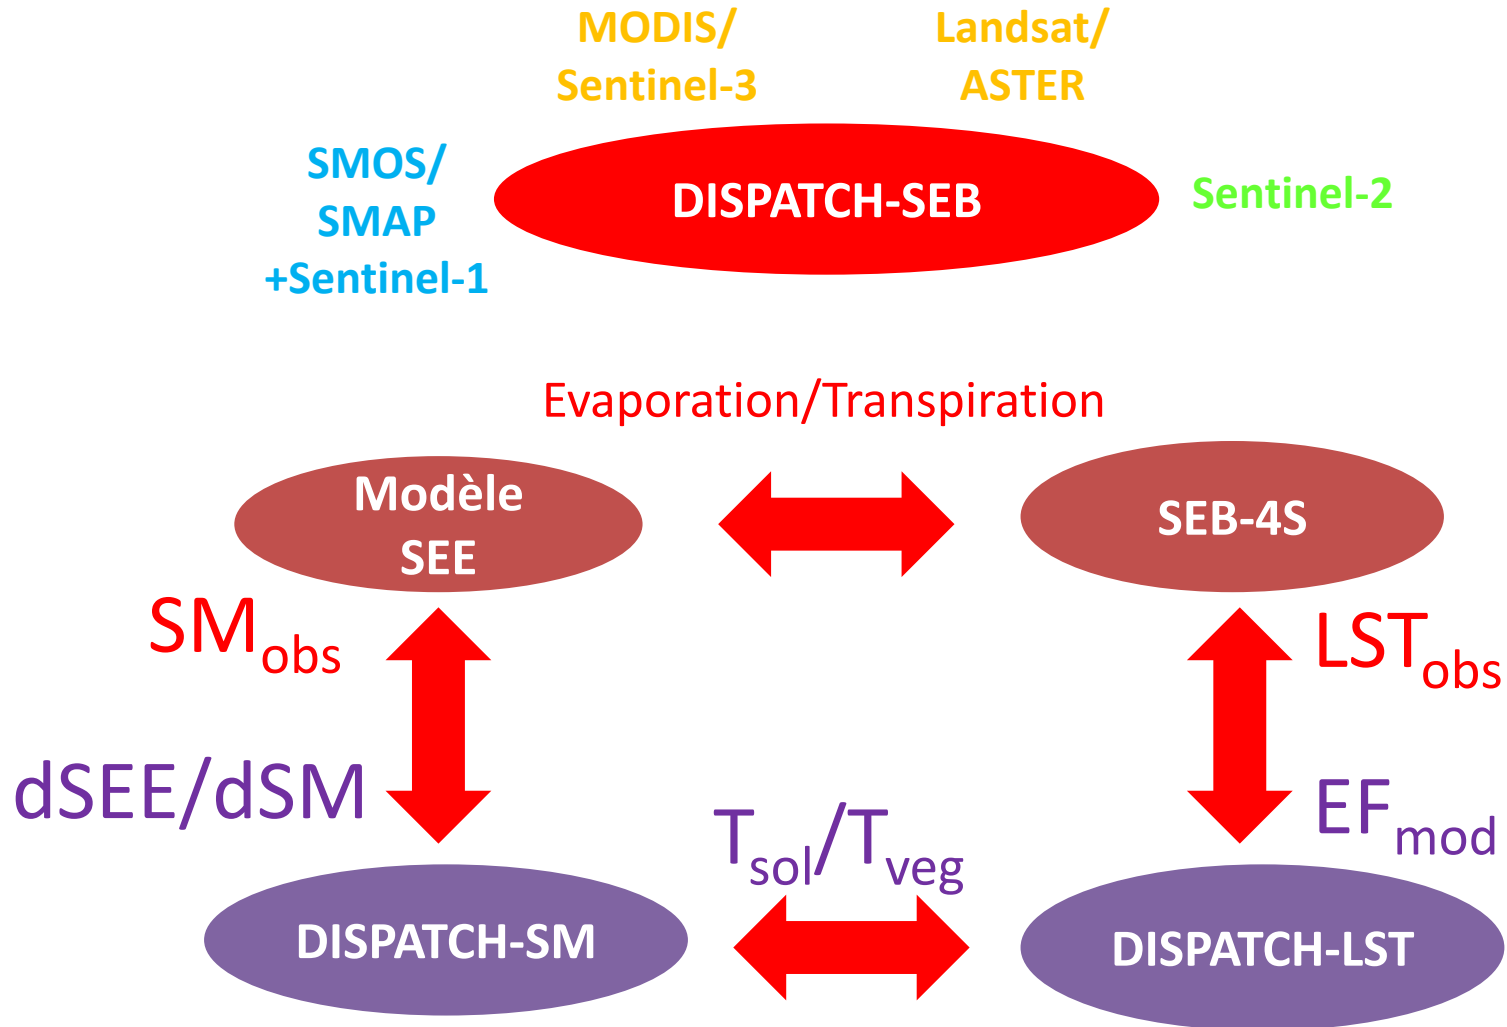 MODIS/
Sentinel-3
Landsat/
ASTER
SMOS/
SMAP
+Sentinel-1
DISPATCH-SEB
Sentinel-2
Evaporation/Transpiration
Modèle
SEE
SEB-4S
SMobs
LSTobs
dSEE/dSM
Tsol/Tveg
EFmod
DISPATCH-SM
DISPATCH-LST